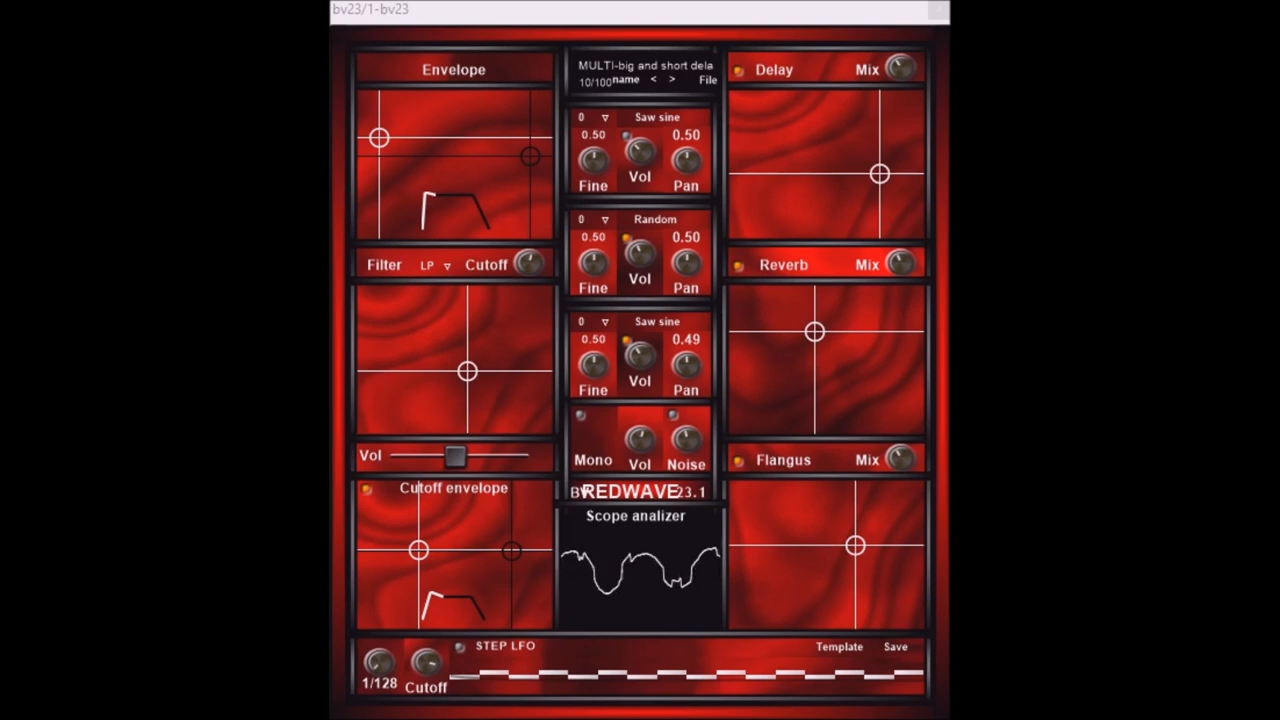 bv23/1-bv23
Envelope
MULTI-big and short dela
10/100 name < > File
Delay Mix
0 ▽ Saw sine
0.50 0.50
Fine Vol Pan
Filter LP ▽ Cutoff
0 ▽ Random
0.50 0.50
Fine Vol Pan
Reverb Mix
0 ▽ Saw sine
0.50 0.49
Fine Vol Pan
Vol
Mono Vol Noise
Flangus Mix
Cutoff envelope
REDWAVE 23.1
Scope analizer
STEP LFO
Template Save
1/128 Cutoff